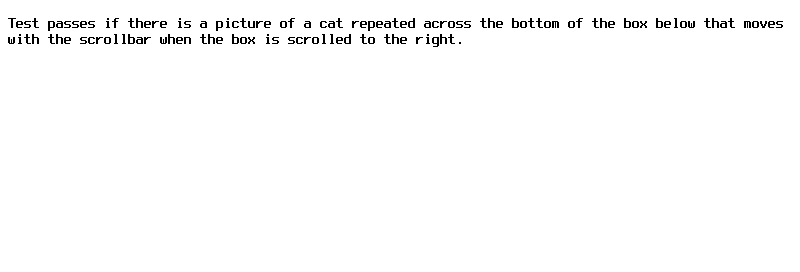 Test passes if there is a picture of a cat repeated across the bottom of the box below that moves
with the scrollbar when the box is scrolled to the right.